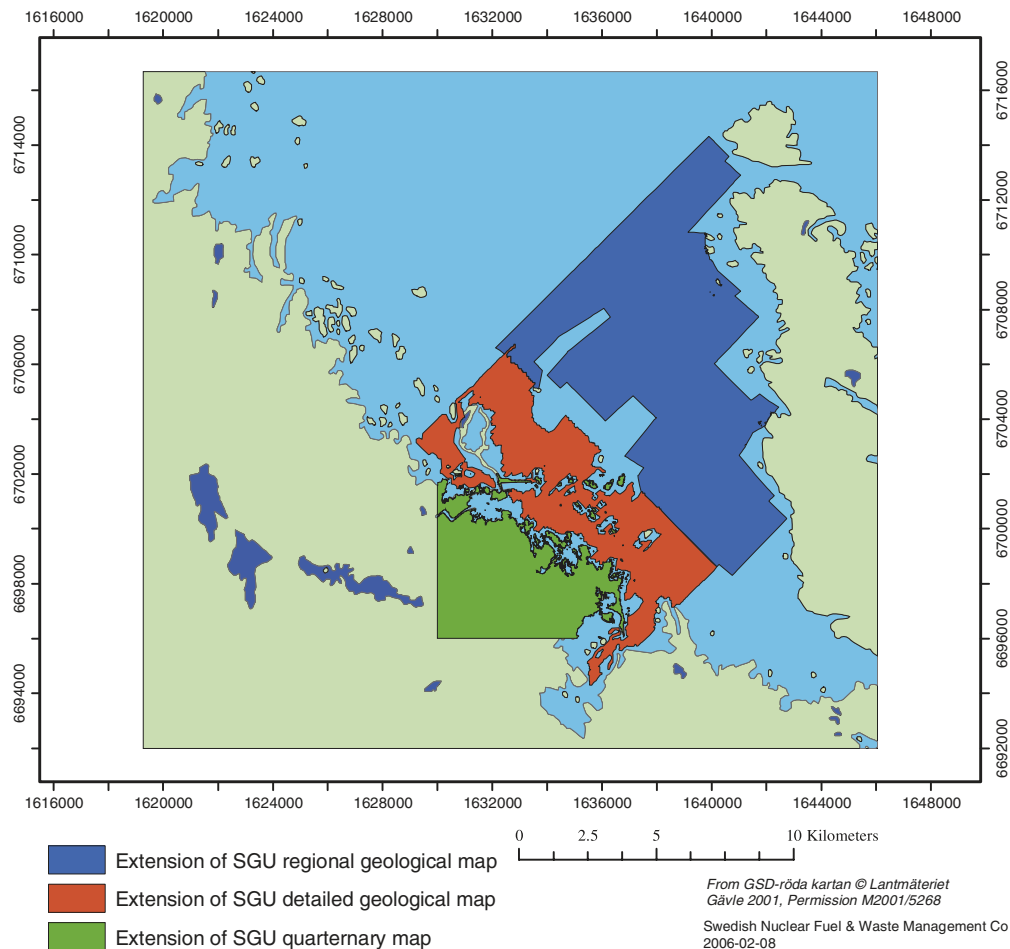 1616000 1620000 1624000 1628000 1632000 1636000 1640000 1644000 1648000
6716000
6714000
6712000
6710000
6708000
6706000
6704000
6702000
6700000
6698000
6696000
6694000
6692000
1616000 1620000 1624000 1628000 1632000 1636000 1640000 1644000 1648000
0 2.5 5 10 Kilometers
Extension of SGU regional geological map
Extension of SGU detailed geological map
Extension of SGU quarternary map
From GSD-röda kartan © Lantmäteriet
Gävle 2001, Permission M2001/5268
Swedish Nuclear Fuel & Waste Management Co
2006-02-08